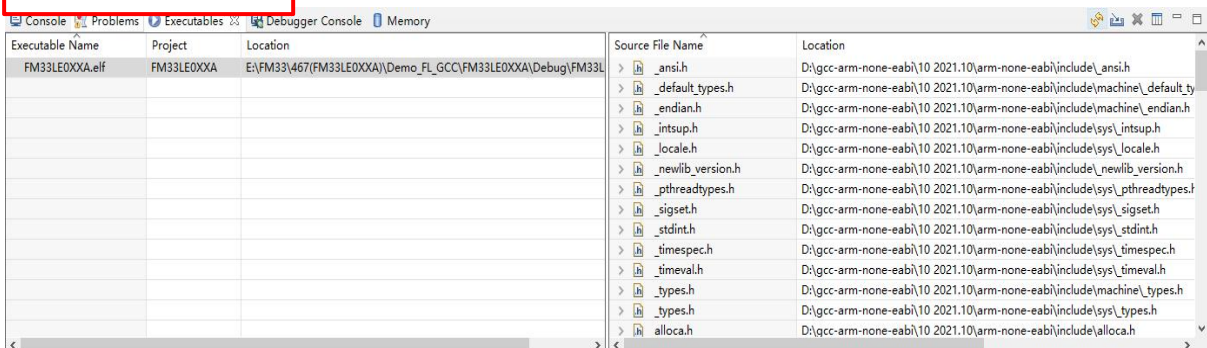 Console Problems Executables Debugger Console Memory
Executable Name Project Location
FM33LE0XXA.elf FM33LE0XXA E:\FM33\467(FM33LE0XXA)\Demo_FL_GCC\FM33LE0XXA\Debug\FM33L
Source File Name Location
_ansi.h D:\gcc-arm-none-eabi\10 2021.10\arm-none-eabi\include\_ansi.h
_default_types.h D:\gcc-arm-none-eabi\10 2021.10\arm-none-eabi\include\machine\_default_ty
_endian.h D:\gcc-arm-none-eabi\10 2021.10\arm-none-eabi\include\machine\_endian.h
_intsup.h D:\gcc-arm-none-eabi\10 2021.10\arm-none-eabi\include\sys\_intsup.h
_locale.h D:\gcc-arm-none-eabi\10 2021.10\arm-none-eabi\include\sys\_locale.h
_newlib_version.h D:\gcc-arm-none-eabi\10 2021.10\arm-none-eabi\include\_newlib_version.h
_pthreadtypes.h D:\gcc-arm-none-eabi\10 2021.10\arm-none-eabi\include\sys\_pthreadtypes.h
_sigset.h D:\gcc-arm-none-eabi\10 2021.10\arm-none-eabi\include\sys\_sigset.h
_stdint.h D:\gcc-arm-none-eabi\10 2021.10\arm-none-eabi\include\sys\_stdint.h
_timespec.h D:\gcc-arm-none-eabi\10 2021.10\arm-none-eabi\include\sys\_timespec.h
_timeval.h D:\gcc-arm-none-eabi\10 2021.10\arm-none-eabi\include\sys\_timeval.h
_types.h D:\gcc-arm-none-eabi\10 2021.10\arm-none-eabi\include\machine\_types.h
_types.h D:\gcc-arm-none-eabi\10 2021.10\arm-none-eabi\include\sys\_types.h
alloca.h D:\gcc-arm-none-eabi\10 2021.10\arm-none-eabi\include\alloca.h